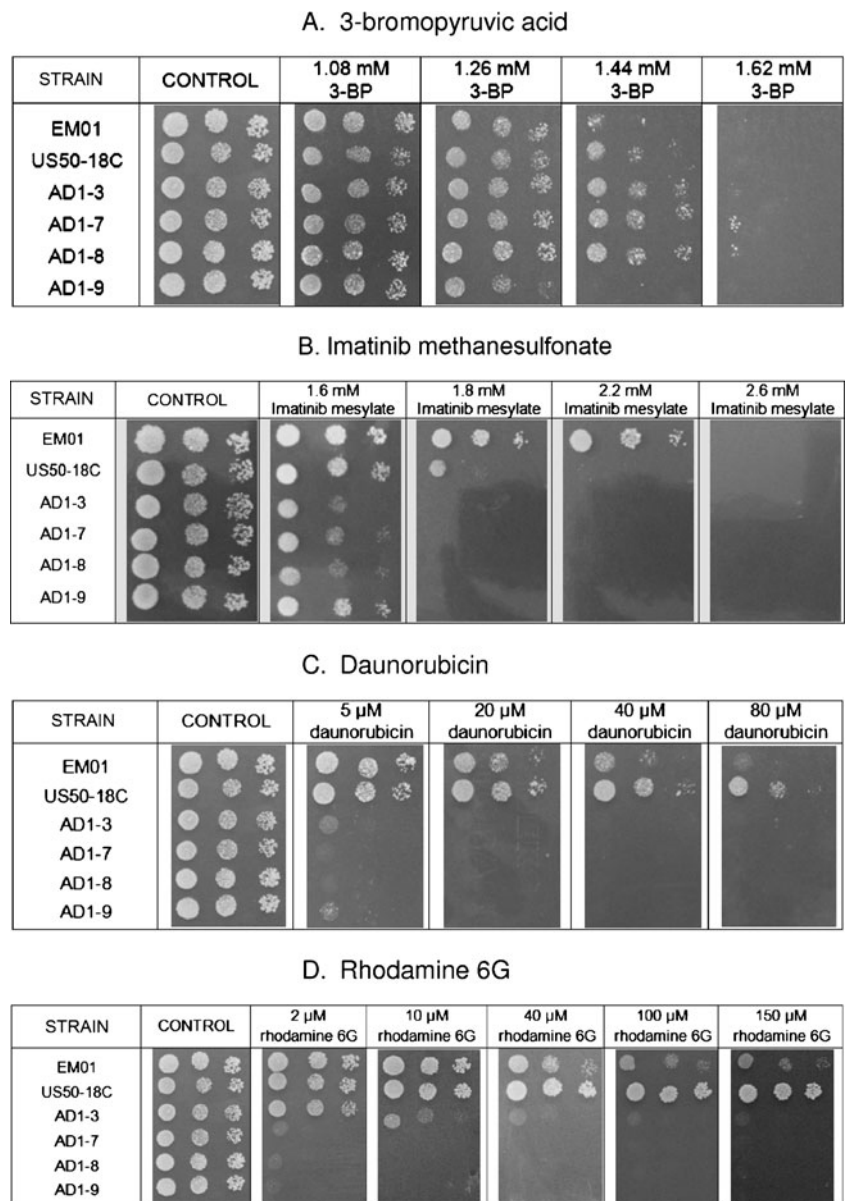 A. 3-bromopyruvic acid
STRAIN CONTROL 1.08 mM 3-BP 1.26 mM 3-BP 1.44 mM 3-BP 1.62 mM 3-BP
EM01
US50-18C
AD1-3
AD1-7
AD1-8
AD1-9
B. Imatinib methanesulfonate
STRAIN CONTROL 1.6 mM Imatinib mesylate 1.8 mM Imatinib mesylate 2.2 mM Imatinib mesylate 2.6 mM Imatinib mesylate
EM01
US50-18C
AD1-3
AD1-7
AD1-8
AD1-9
C. Daunorubicin
STRAIN CONTROL 5 µM daunorubicin 20 µM daunorubicin 40 µM daunorubicin 80 µM daunorubicin
EM01
US50-18C
AD1-3
AD1-7
AD1-8
AD1-9
D. Rhodamine 6G
STRAIN CONTROL 2 µM rhodamine 6G 10 µM rhodamine 6G 40 µM rhodamine 6G 100 µM rhodamine 6G 150 µM rhodamine 6G
EM01
US50-18C
AD1-3
AD1-7
AD1-8
AD1-9